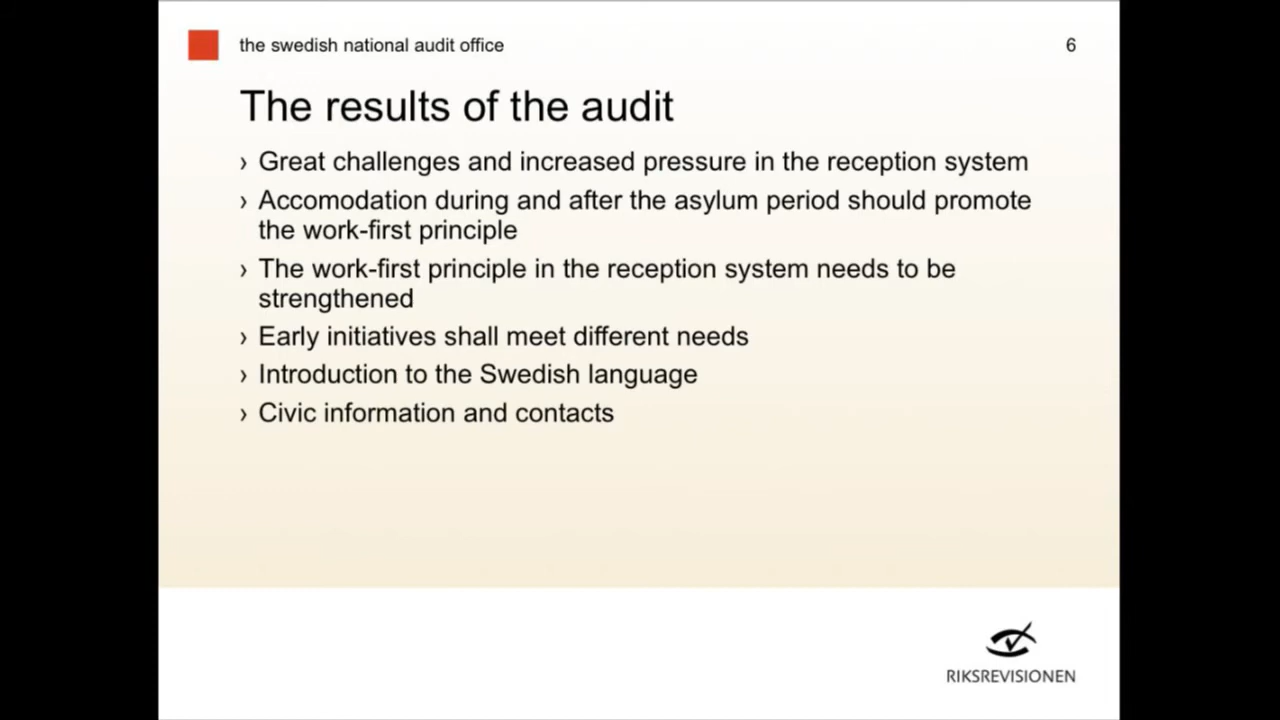 the swedish national audit office
6
The results of the audit
› Great challenges and increased pressure in the reception system
› Accomodation during and after the asylum period should promote
the work-first principle
› The work-first principle in the reception system needs to be
strengthened
› Early initiatives shall meet different needs
› Introduction to the Swedish language
› Civic information and contacts
RIKSREVISIONEN